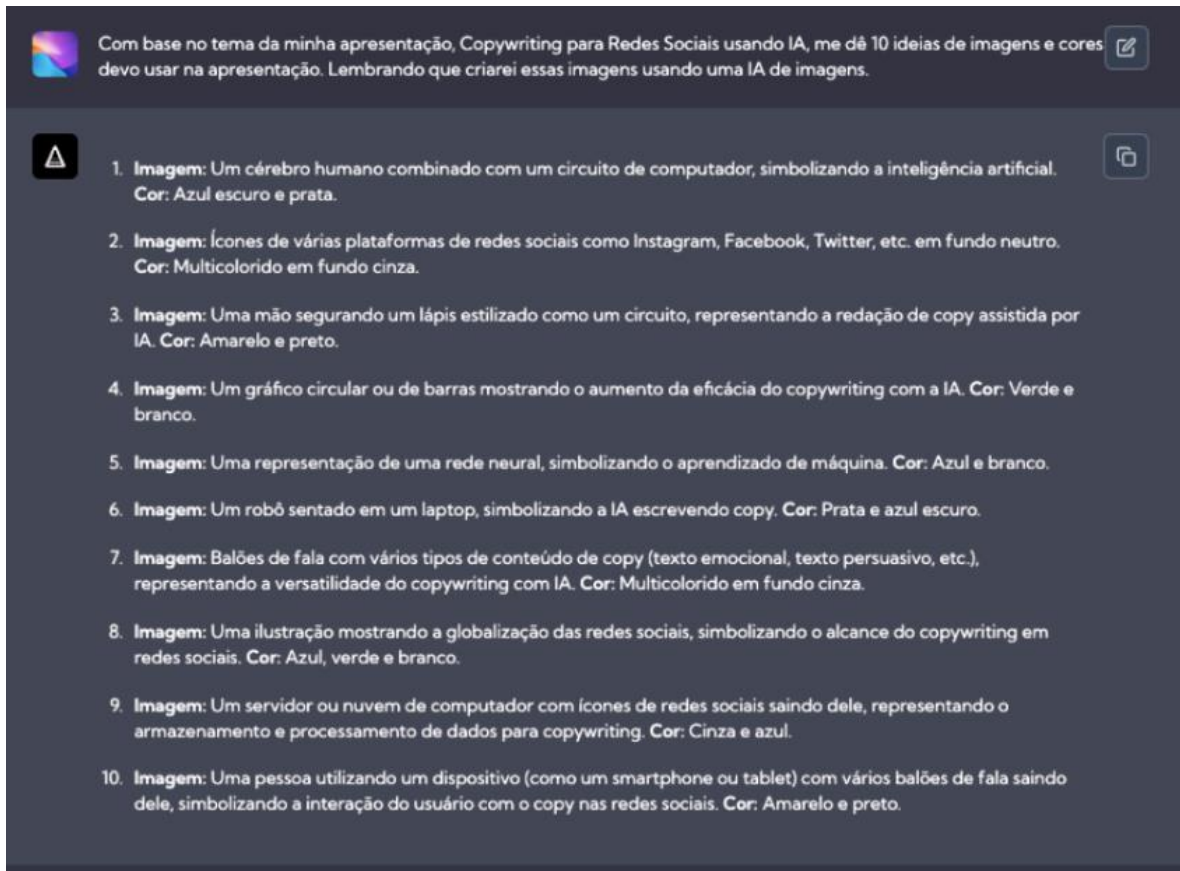 Com base no tema da minha apresentação, Copywriting para Redes Sociais usando IA, me dê 10 ideias de imagens e cores
devo usar na apresentação. Lembrando que criarei essas imagens usando uma IA de imagens.
1. Imagem: Um cérebro humano combinado com um circuito de computador, simbolizando a inteligência artificial.
Cor: Azul escuro e prata.
2. Imagem: Ícones de várias plataformas de redes sociais como Instagram, Facebook, Twitter, etc. em fundo neutro.
Cor: Multicolorido em fundo cinza.
3. Imagem: Uma mão segurando um lápis estilizado como um circuito, representando a redação de copy assistida por
IA. Cor: Amarelo e preto.
4. Imagem: Um gráfico circular ou de barras mostrando o aumento da eficácia do copywriting com a IA. Cor: Verde e
branco.
5. Imagem: Uma representação de uma rede neural, simbolizando o aprendizado de máquina. Cor: Azul e branco.
6. Imagem: Um robô sentado em um laptop, simbolizando a IA escrevendo copy. Cor: Prata e azul escuro.
7. Imagem: Balões de fala com vários tipos de conteúdo de copy (texto emocional, texto persuasivo, etc.),
representando a versatilidade do copywriting com IA. Cor: Multicolorido em fundo cinza.
8. Imagem: Uma ilustração mostrando a globalização das redes sociais, simbolizando o alcance do copywriting em
redes sociais. Cor: Azul, verde e branco.
9. Imagem: Um servidor ou nuvem de computador com ícones de redes sociais saindo dele, representando o
armazenamento e processamento de dados para copywriting. Cor: Cinza e azul.
10. Imagem: Uma pessoa utilizando um dispositivo (como um smartphone ou tablet) com vários balões de fala saindo
dele, simbolizando a interação do usuário com o copy nas redes sociais. Cor: Amarelo e preto.